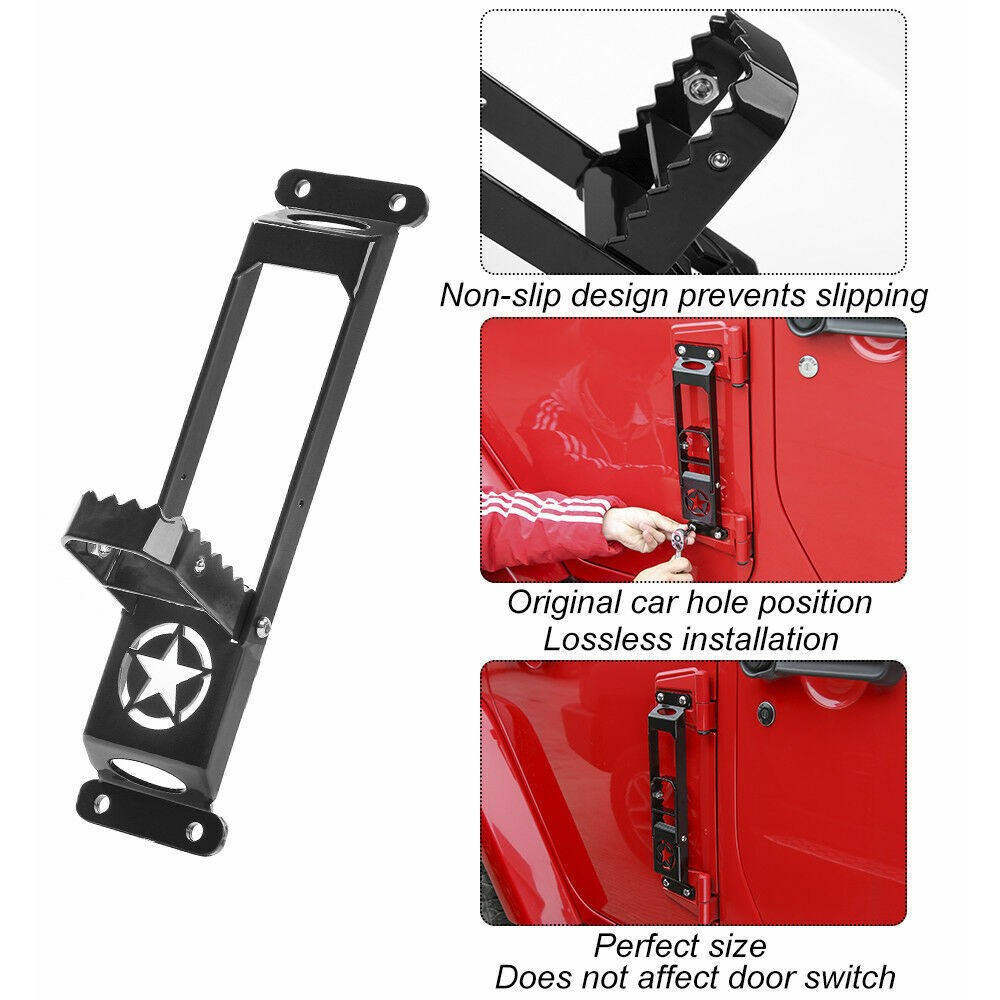 Non-slip design prevents slipping
Original car hole position
Lossless installation
Perfect size
Does not affect door switch